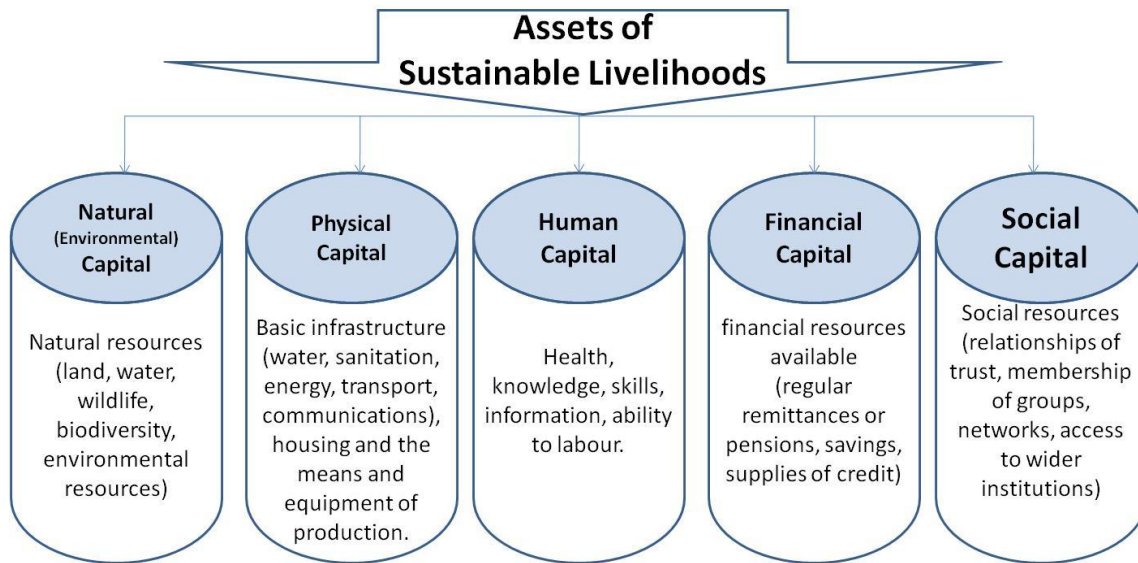 Assets of
Sustainable Livelihoods
Natural
(Environmental)
Capital
Natural resources
(land, water,
wildlife,
biodiversity,
environmental
resources)
Physical
Capital
Basic infrastructure
(water, sanitation,
energy, transport,
communications),
housing and the
means and
equipment of
production.
Human
Capital
Health,
knowledge, skills,
information, ability
to labour.
Financial
Capital
financial resources
available
(regular
remittances or
pensions, savings,
supplies of credit)
Social
Capital
Social resources
(relationships of
trust, membership
of groups,
networks, access
to wider
institutions)